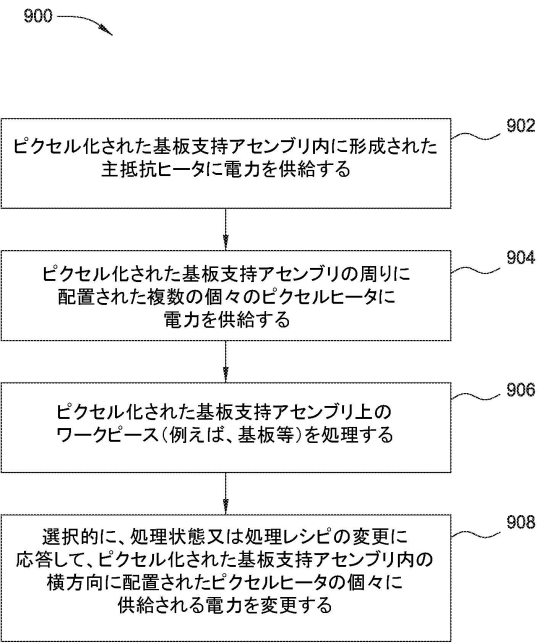 900
902
ピクセル化された基板支持アセンブリ内に形成された
主抵抗ヒータに電力を供給する
904
ピクセル化された基板支持アセンブリの周りに
配置された複数の個々のピクセルヒータに
電力を供給する
906
ピクセル化された基板支持アセンブリ上の
ワークピース(例えば、基板等)を処理する
908
選択的に、処理状態又は処理レシピの変更に
応答して、ピクセル化された基板支持アセンブリ内の
横方向に配置されたピクセルヒータの個々に
供給される電力を変更する